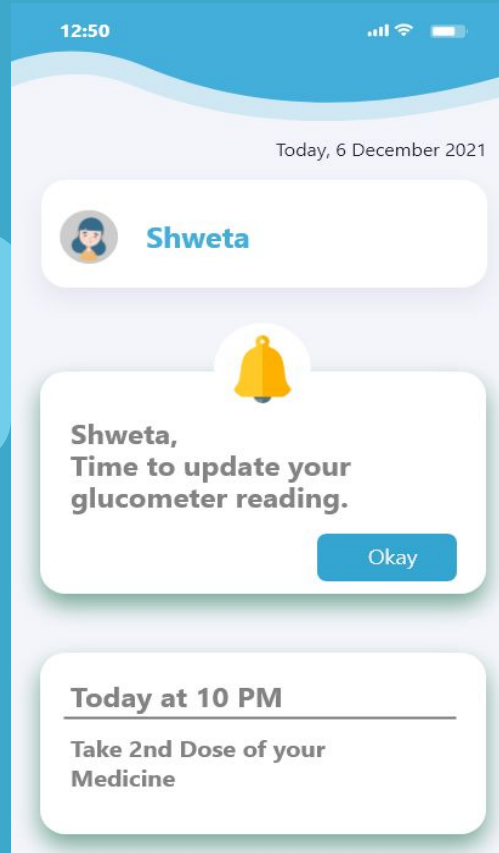 12:50
Today, 6 December 2021
Shweta
Shweta,
Time to update your
glucometer reading.
Okay
Today at 10 PM
Take 2nd Dose of your
Medicine